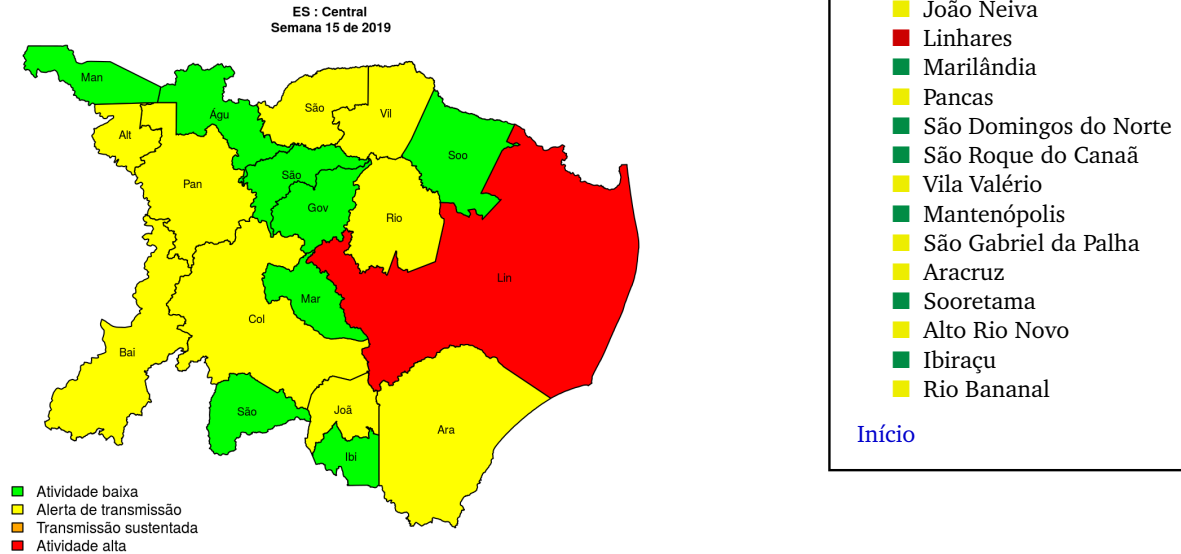 ES : Central
Semana 15 de 2019
Man
Águ
São
Vil
Alt
Soo
Pan
São
Gov
Rio
Lin
Mar
Col
Bai
São
Joã
Ara
Ibi
Atividade baixa
Alerta de transmissão
Transmissão sustentada
Atividade alta
João Neiva
Linhares
Marilândia
Pancas
São Domingos do Norte
São Roque do Canaã
Vila Valério
Mantenópolis
São Gabriel da Palha
Aracruz
Sooretama
Alto Rio Novo
Ibiraçu
Rio Bananal
Início